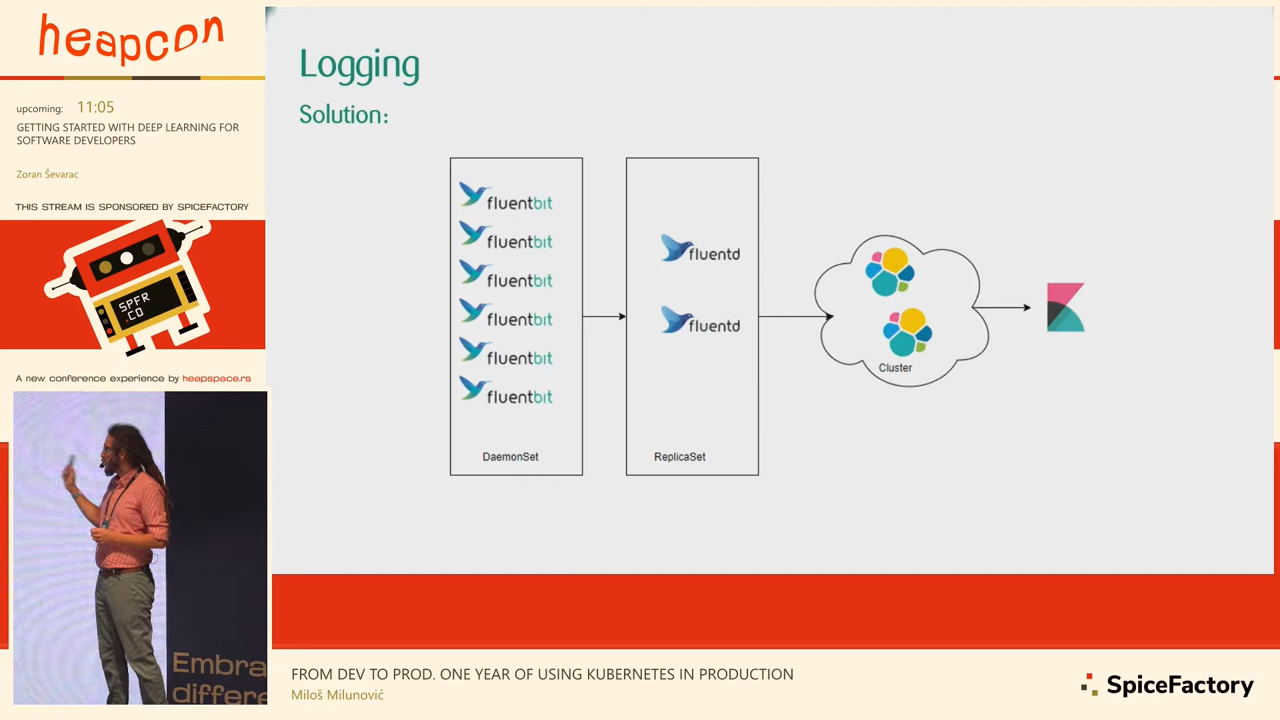 heapcon
upcoming: 11:05
GETTING STARTED WITH DEEP LEARNING FOR
SOFTWARE DEVELOPERS
Zoran Ševarac
THIS STREAM IS SPONSORED BY SPICEFACTORY
SPFR
.CO
A new conference experience by heapspace.rs
Embra
differe
Logging
Solution:
fluentbit
fluentbit
fluentbit
fluentbit
fluentbit
fluentbit
DaemonSet
fluentd
fluentd
ReplicaSet
Cluster
FROM DEV TO PROD. ONE YEAR OF USING KUBERNETES IN PRODUCTION
Miloš Milunović
SpiceFactory